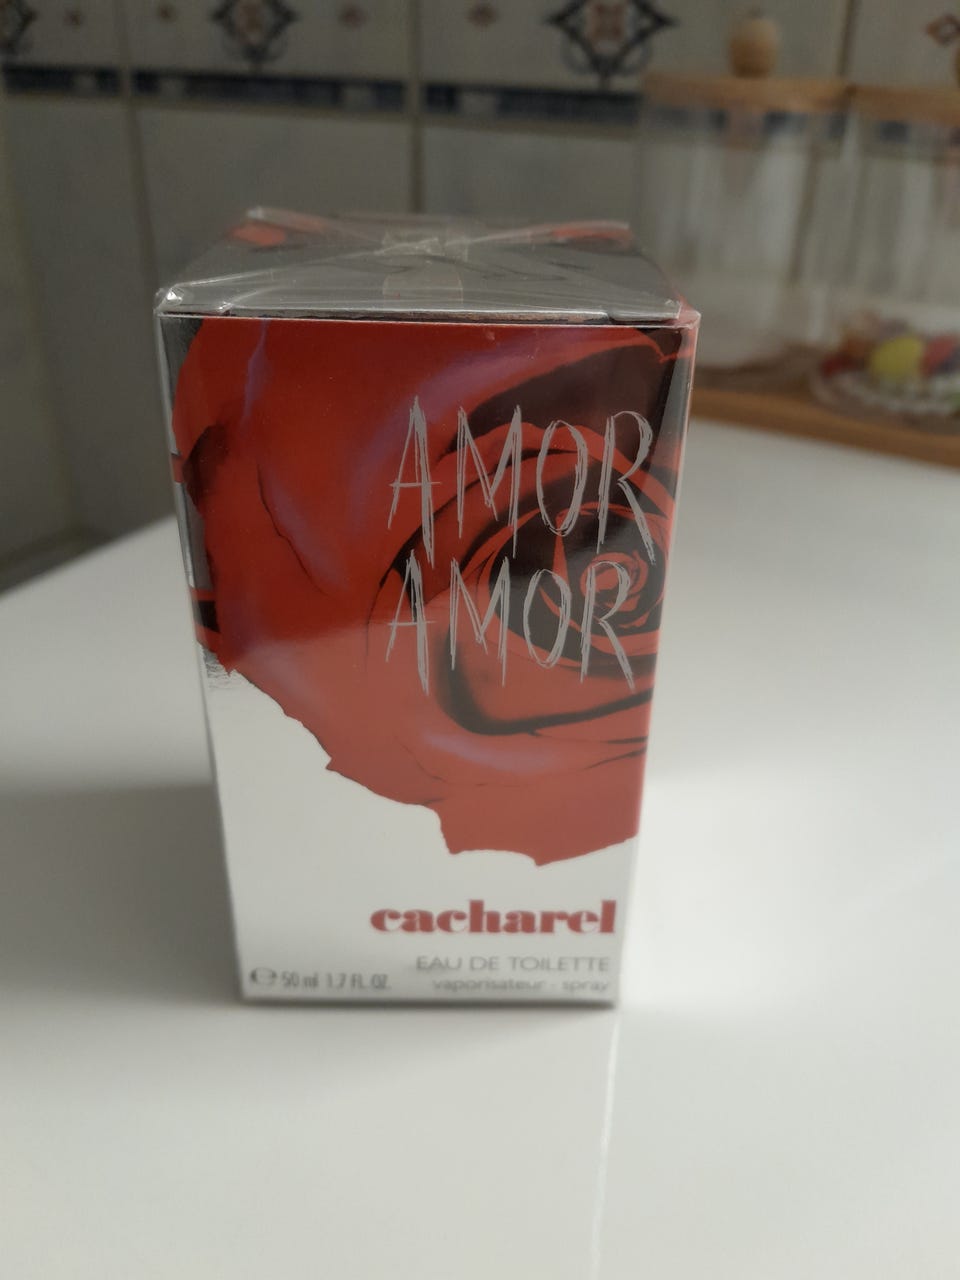 AMOR
AMOR
cacharel
EAU DE TOILETTE
℮ 50 ml 1.7 FL. OZ.
vaporisateur - spray